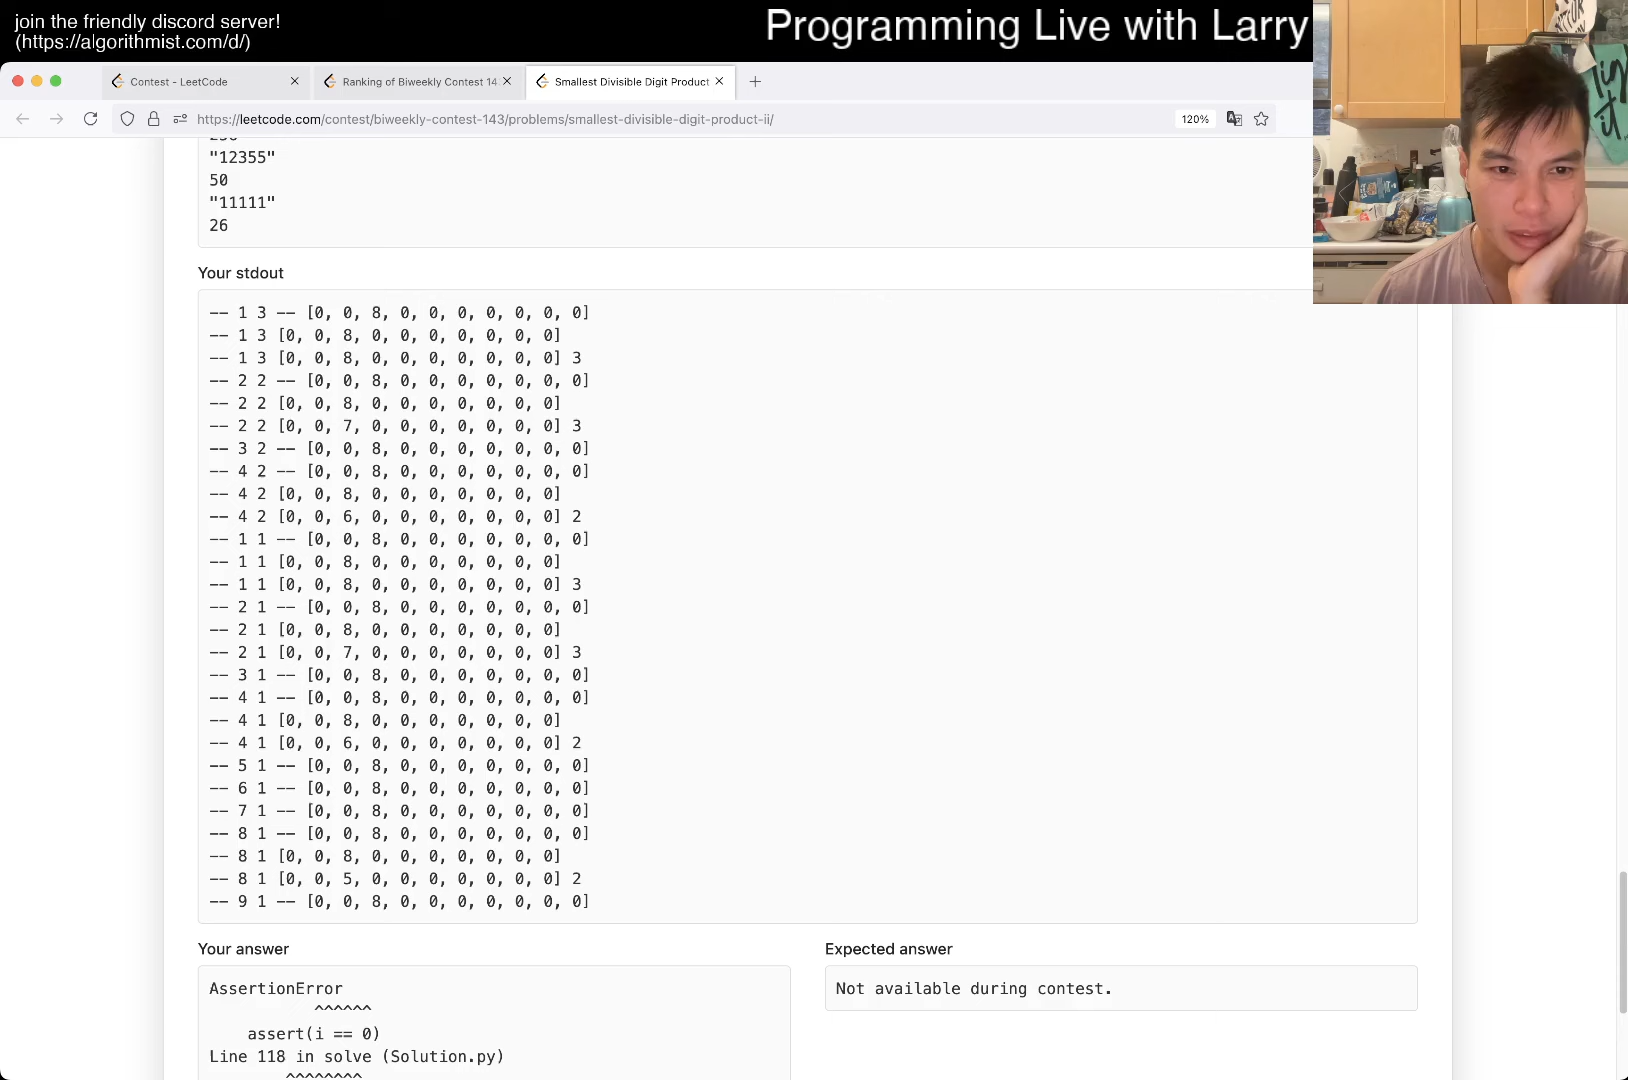 join the friendly discord server!
(https://algorithmist.com/d/)
Programming Live with Larry
Contest - LeetCode
Ranking of Biweekly Contest 14
Smallest Divisible Digit Product
https://leetcode.com/contest/biweekly-contest-143/problems/smallest-divisible-digit-product-ii/
120%
"12355"
50
"11111"
26
Your stdout
-- 1 3 -- [0, 0, 8, 0, 0, 0, 0, 0, 0, 0]
-- 1 3 [0, 0, 8, 0, 0, 0, 0, 0, 0, 0]
-- 1 3 [0, 0, 8, 0, 0, 0, 0, 0, 0, 0] 3
-- 2 2 -- [0, 0, 8, 0, 0, 0, 0, 0, 0, 0]
-- 2 2 [0, 0, 8, 0, 0, 0, 0, 0, 0, 0]
-- 2 2 [0, 0, 7, 0, 0, 0, 0, 0, 0, 0] 3
-- 3 2 -- [0, 0, 8, 0, 0, 0, 0, 0, 0, 0]
-- 4 2 -- [0, 0, 8, 0, 0, 0, 0, 0, 0, 0]
-- 4 2 [0, 0, 8, 0, 0, 0, 0, 0, 0, 0]
-- 4 2 [0, 0, 6, 0, 0, 0, 0, 0, 0, 0] 2
-- 1 1 -- [0, 0, 8, 0, 0, 0, 0, 0, 0, 0]
-- 1 1 [0, 0, 8, 0, 0, 0, 0, 0, 0, 0]
-- 1 1 [0, 0, 8, 0, 0, 0, 0, 0, 0, 0] 3
-- 2 1 -- [0, 0, 8, 0, 0, 0, 0, 0, 0, 0]
-- 2 1 [0, 0, 8, 0, 0, 0, 0, 0, 0, 0]
-- 2 1 [0, 0, 7, 0, 0, 0, 0, 0, 0, 0] 3
-- 3 1 -- [0, 0, 8, 0, 0, 0, 0, 0, 0, 0]
-- 4 1 -- [0, 0, 8, 0, 0, 0, 0, 0, 0, 0]
-- 4 1 [0, 0, 8, 0, 0, 0, 0, 0, 0, 0]
-- 4 1 [0, 0, 6, 0, 0, 0, 0, 0, 0, 0] 2
-- 5 1 -- [0, 0, 8, 0, 0, 0, 0, 0, 0, 0]
-- 6 1 -- [0, 0, 8, 0, 0, 0, 0, 0, 0, 0]
-- 7 1 -- [0, 0, 8, 0, 0, 0, 0, 0, 0, 0]
-- 8 1 -- [0, 0, 8, 0, 0, 0, 0, 0, 0, 0]
-- 8 1 [0, 0, 8, 0, 0, 0, 0, 0, 0, 0]
-- 8 1 [0, 0, 5, 0, 0, 0, 0, 0, 0, 0] 2
-- 9 1 -- [0, 0, 8, 0, 0, 0, 0, 0, 0, 0]
Your answer
Expected answer
AssertionError
^^^^^^
assert(i == 0)
Line 118 in solve (Solution.py)
^^^^^^^^
Not available during contest.